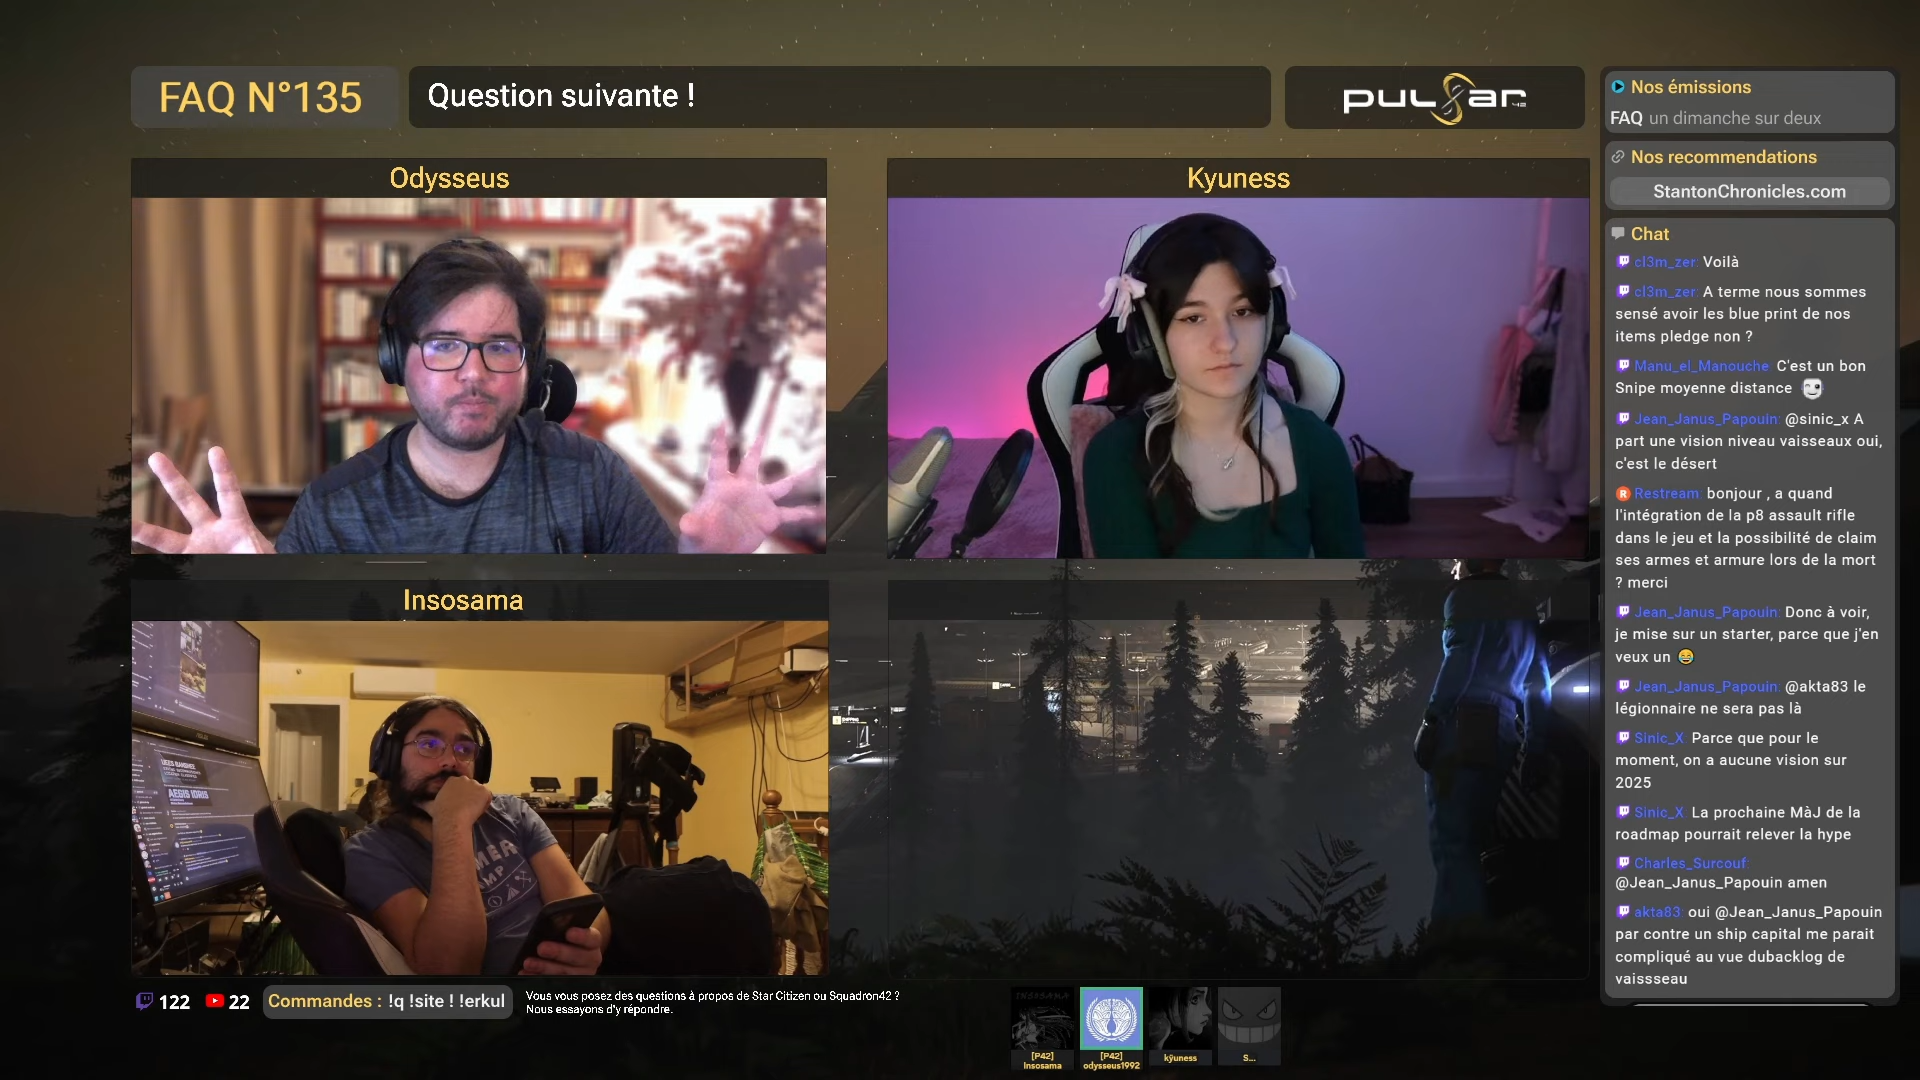 FAQ N°135
Question suivante !
pulsar 42
Odysseus
Kyuness
Insosama
UEES BANSHEE
AEGIS IDRIS
122
22
Commandes : !q !site ! !erkul
Vous vous posez des questions à propos de Star Citizen ou Squadron42 ?
Nous essayons d'y répondre.
INSOSAMA
[P42]
Insosama
[P42]
odysseus1992
kÿuness
S...
Nos émissions
FAQ un dimanche sur deux
Nos recommendations
StantonChronicles.com
Chat
cl3m_zer: Voilà
cl3m_zer: A terme nous sommes
sensé avoir les blue print de nos
items pledge non ?
Manu_el_Manouche: C'est un bon
Snipe moyenne distance
Jean_Janus_Papouin: @sinic_x A
part une vision niveau vaisseaux oui,
c'est le désert
Restream: bonjour , a quand
l'intégration de la p8 assault rifle
dans le jeu et la possibilité de claim
ses armes et armure lors de la mort
? merci
Jean_Janus_Papouin: Donc à voir,
je mise sur un starter, parce que j'en
veux un 😂
Jean_Janus_Papouin: @akta83 le
légionnaire ne sera pas là
Sinic_X: Parce que pour le
moment, on a aucune vision sur
2025
Sinic_X: La prochaine MàJ de la
roadmap pourrait relever la hype
Charles_Surcouf:
@Jean_Janus_Papouin amen
akta83: oui @Jean_Janus_Papouin
par contre un ship capital me parait
compliqué au vue dubacklog de
vaissseau